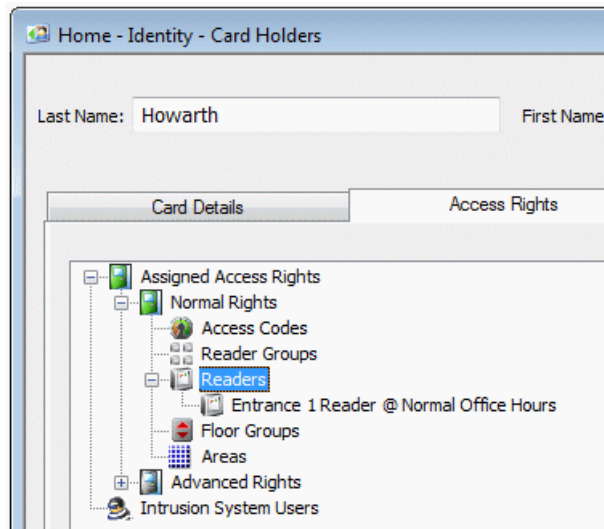 Home - Identity - Card Holders
Last Name: Howarth First Name
Card Details Access Rights
Assigned Access Rights
Normal Rights
Access Codes
Reader Groups
Readers
Entrance 1 Reader @ Normal Office Hours
Floor Groups
Areas
Advanced Rights
Intrusion System Users